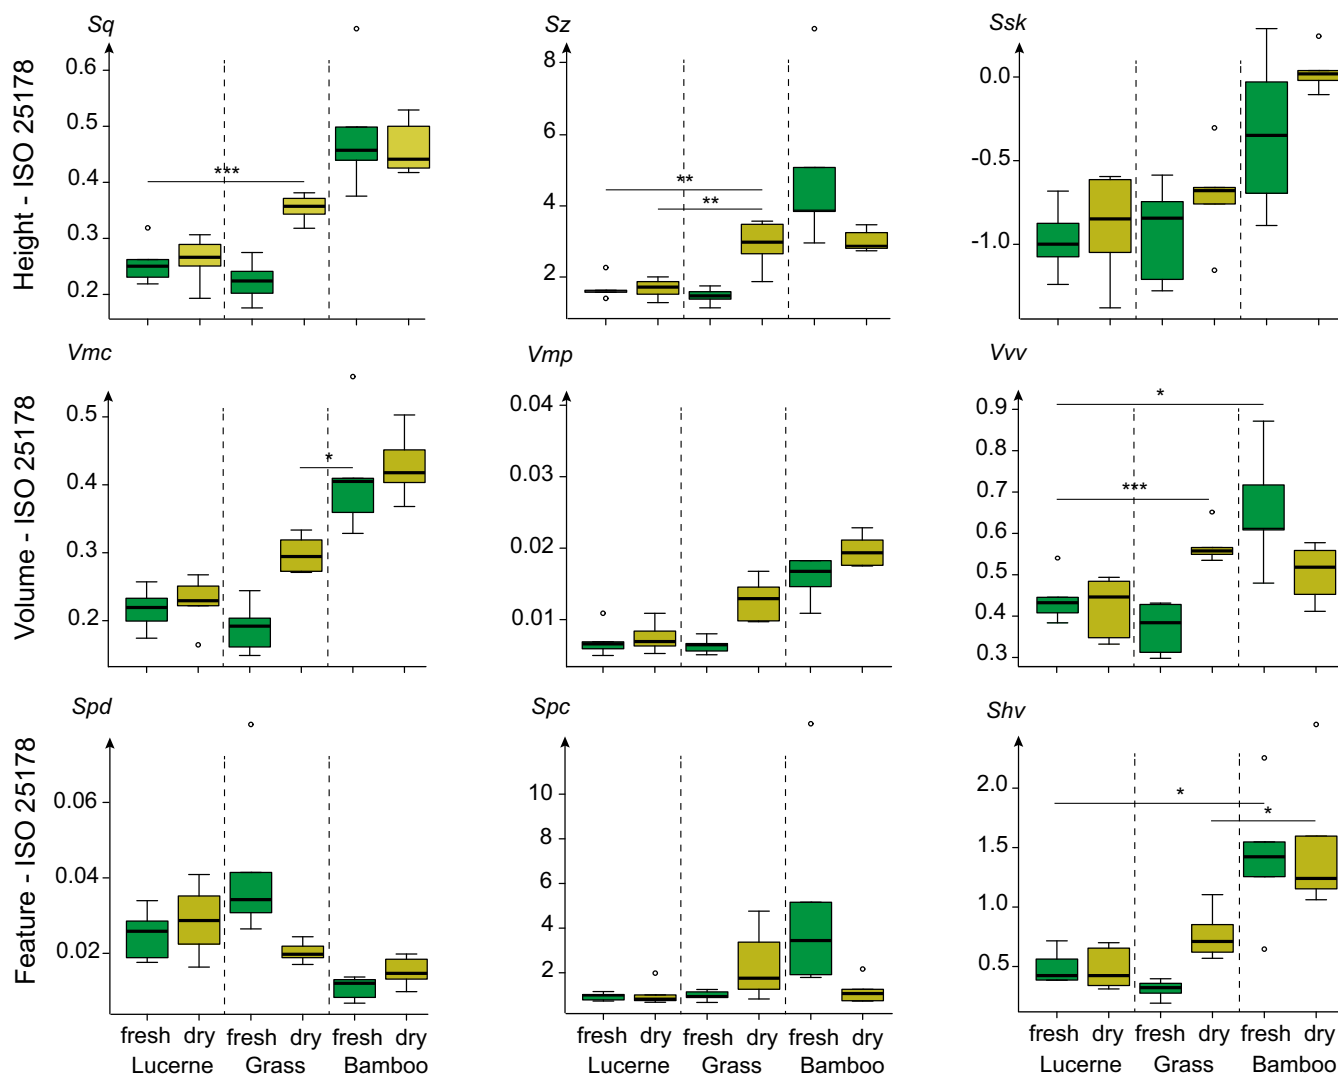 Sq
Sz
Ssk
Height - ISO 25178
0.6
0.5
0.4
0.3
0.2
***
8
6
4
2
**
**
0.0
-0.5
-1.0
Vmc
Vmp
Vvv
Volume - ISO 25178
0.5
0.4
0.3
0.2
*
0.04
0.03
0.02
0.01
0.9
0.8
0.7
0.6
0.5
0.4
0.3
*
***
Spd
Spc
Shv
Feature - ISO 25178
0.06
0.04
0.02
10
8
6
4
2
2.0
1.5
1.0
0.5
*
*
fresh dry fresh dry fresh dry
Lucerne Grass Bamboo
fresh dry fresh dry fresh dry
Lucerne Grass Bamboo
fresh dry fresh dry fresh dry
Lucerne Grass Bamboo